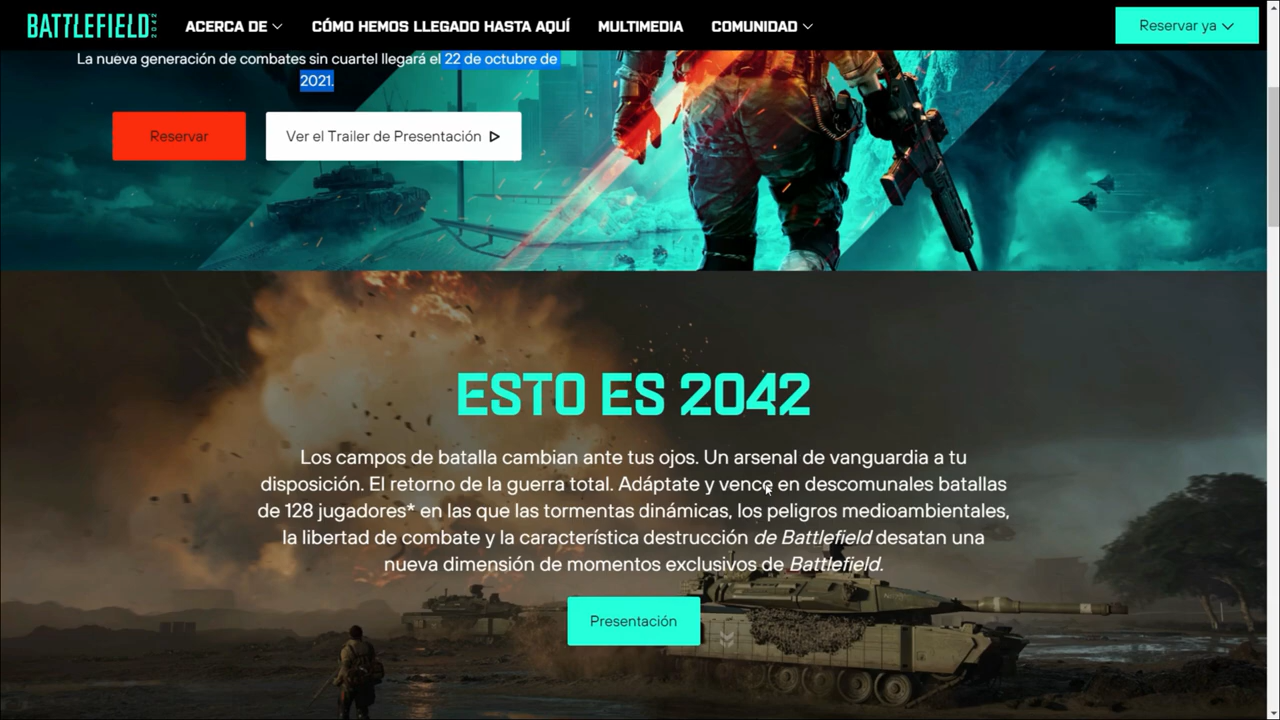 BATTLEFIELD 2042
ACERCA DE
CÓMO HEMOS LLEGADO HASTA AQUÍ
MULTIMEDIA
COMUNIDAD
Reservar ya
La nueva generación de combates sin cuartel llegará el 22 de octubre de
2021.
Reservar
Ver el Trailer de Presentación
ESTO ES 2042
Los campos de batalla cambian ante tus ojos. Un arsenal de vanguardia a tu
disposición. El retorno de la guerra total. Adáptate y vence en descomunales batallas
de 128 jugadores* en las que las tormentas dinámicas, los peligros medioambientales,
la libertad de combate y la característica destrucción de Battlefield desatan una
nueva dimensión de momentos exclusivos de Battlefield.
Presentación